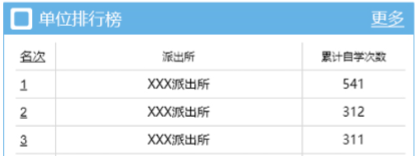 单位排行榜 更多
名次 派出所 累计自学次数
1 XXX派出所 541
2 XXX派出所 312
3 XXX派出所 311